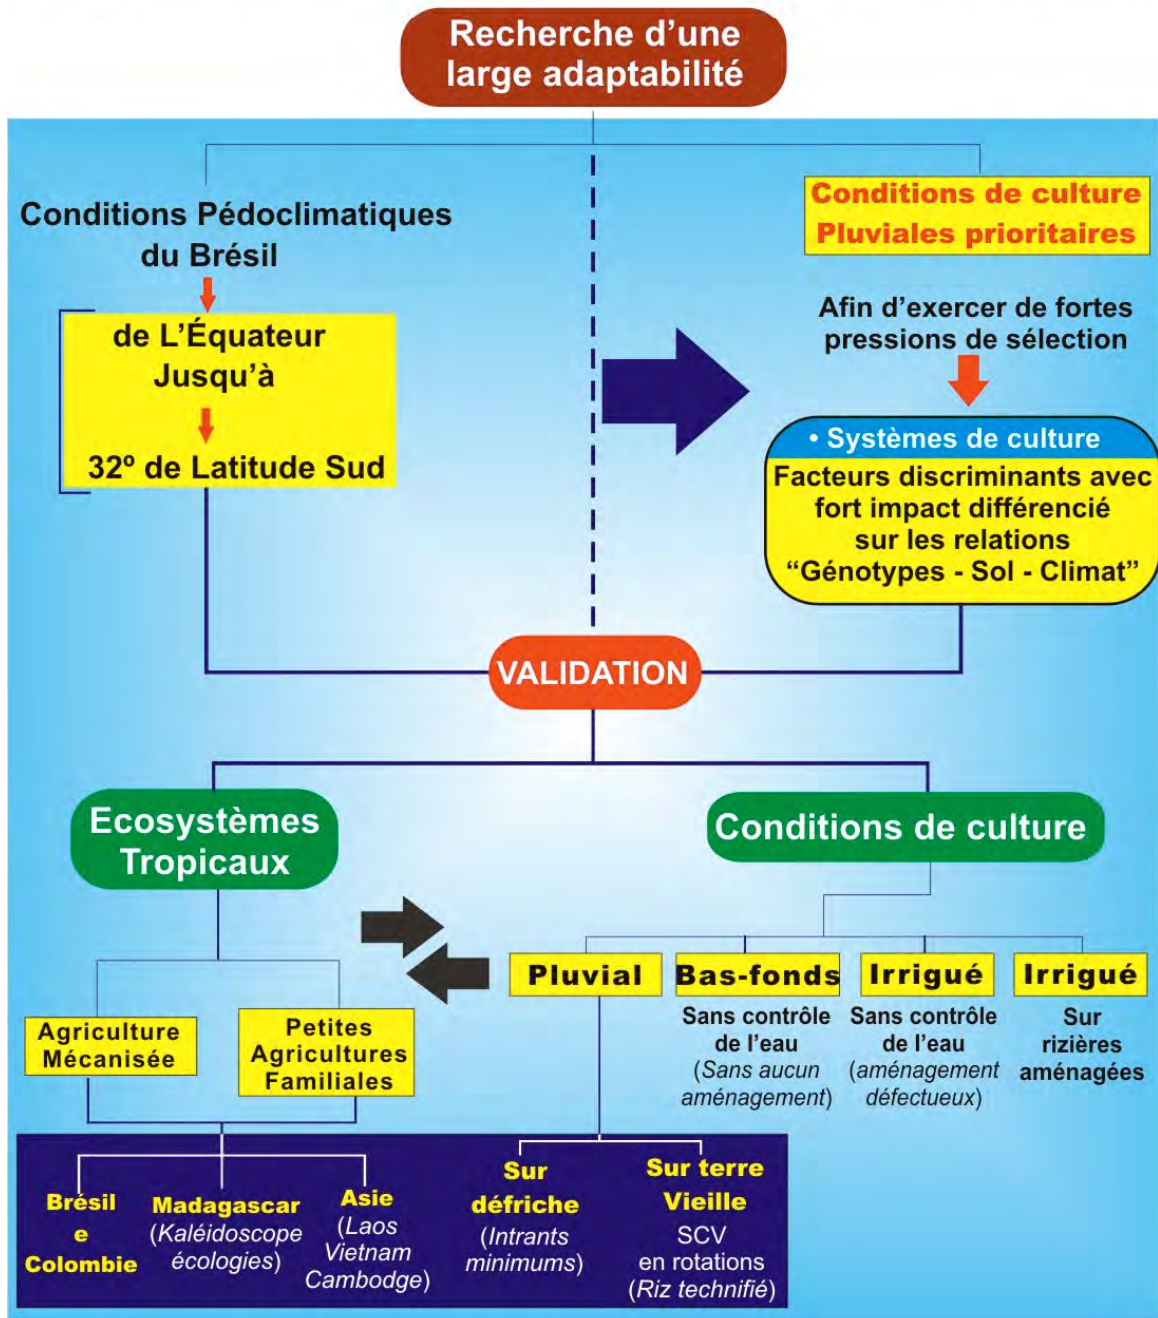 Recherche d'une
large adaptabilité
Conditions Pédoclimatiques
du Brésil
de L'Équateur
Jusqu'à
32º de Latitude Sud
Conditions de culture
Pluviales prioritaires
Afin d'exercer de fortes
pressions de sélection
• Systèmes de culture
Facteurs discriminants avec
fort impact différencié
sur les relations
“Génotypes - Sol - Climat”
VALIDATION
Ecosystèmes
Tropicaux
Conditions de culture
Agriculture
Mécanisée
Petites
Agricultures
Familiales
Pluvial
Bas-fonds
Sans contrôle
de l'eau
(Sans aucun
aménagement)
Irrigué
Sans contrôle
de l'eau
(aménagement
défectueux)
Irrigué
Sur
rizières
aménagées
Brésil
e
Colombie
Madagascar
(Kaléidoscope
écologies)
Asie
(Laos
Vietnam
Cambodge)
Sur
défriche
(Intrants
minimums)
Sur terre
Vieille
SCV
en rotations
(Riz technifié)